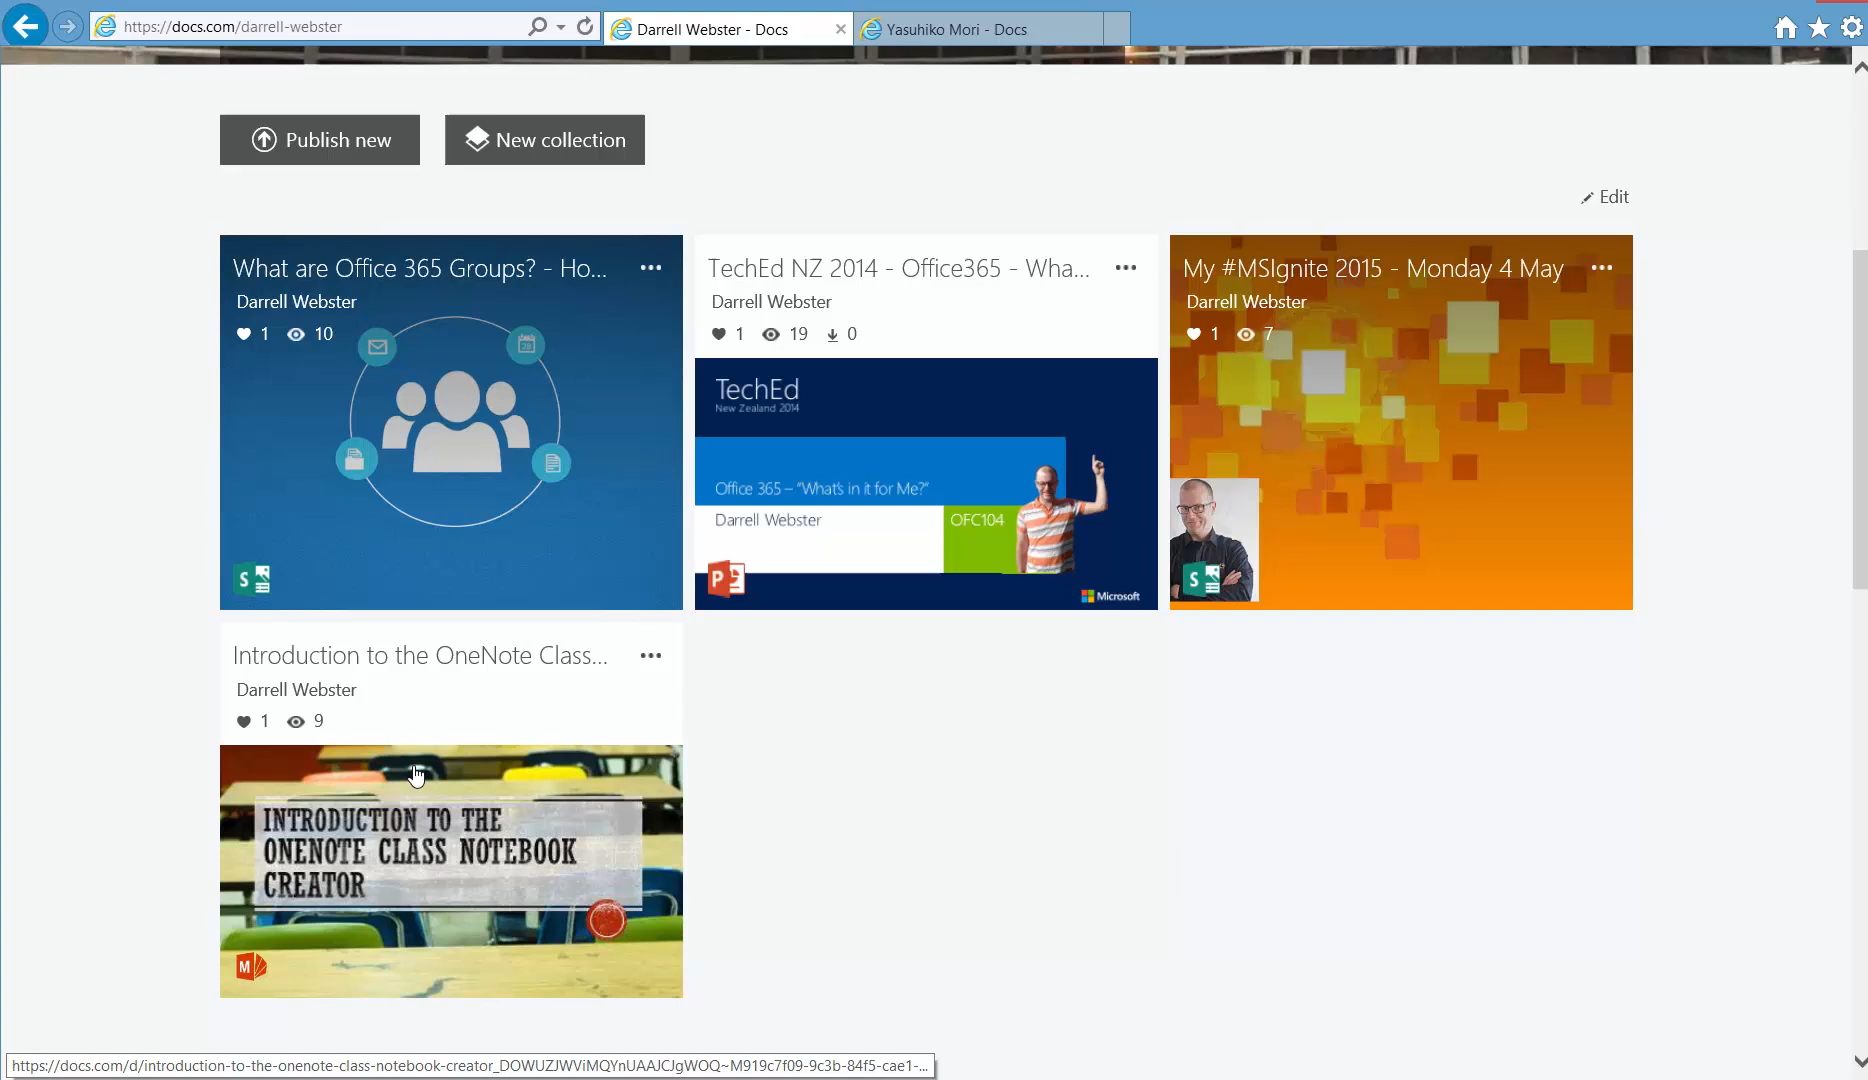 https://docs.com/darrell-webster
Darrell Webster - Docs
Yasuhiko Mori - Docs
Publish new
New collection
Edit
What are Office 365 Groups? - Ho...
Darrell Webster
1 10
28
S
TechEd NZ 2014 - Office365 - Wha...
Darrell Webster
1 19 0
TechEd
New Zealand 2014
Office 365 – "What's in it for Me?"
Darrell Webster
OFC104
P
Microsoft
My #MSIgnite 2015 - Monday 4 May
Darrell Webster
1 7
S
Introduction to the OneNote Class...
Darrell Webster
1 9
INTRODUCTION TO THE
ONENOTE CLASS NOTEBOOK
CREATOR
M
https://docs.com/d/introduction-to-the-onenote-class-notebook-creator_DOWUZJWViMQYnUAAJCJgWOQ~M919c7f09-9c3b-84f5-cae1-...